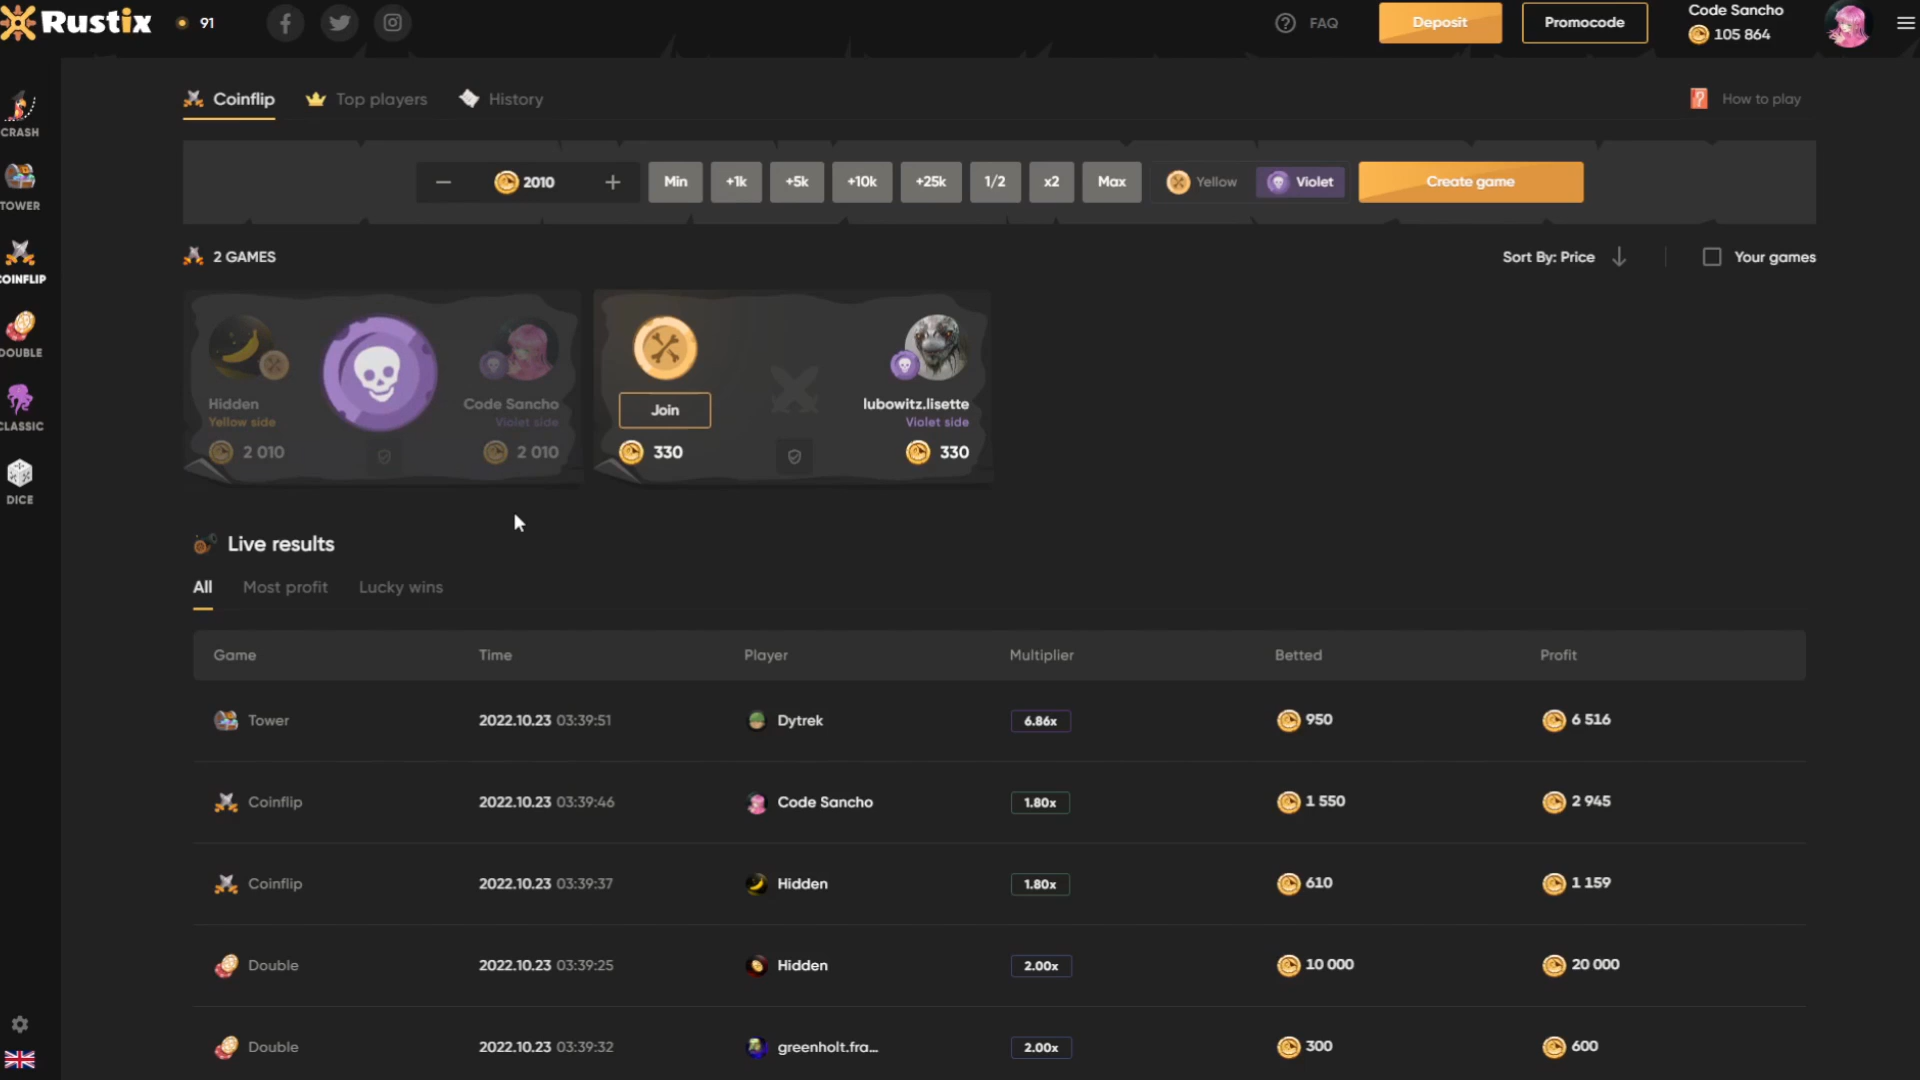 Rustix
91
FAQ
Deposit
Promocode
Code Sancho
105 864
CRASH
TOWER
COINFLIP
DOUBLE
CLASSIC
DICE
Coinflip
Top players
History
How to play
2010
Min
+1k
+5k
+10k
+25k
1/2
x2
Max
Yellow
Violet
Create game
2 GAMES
Sort By: Price
Your games
Hidden
Yellow side
2 010
Code Sancho
Violet side
2 010
Join
330
lubowitz.lisette
Violet side
330
Live results
All Most profit Lucky wins
Game Time Player Multiplier Betted Profit
Tower 2022.10.23 03:39:51 Dytrek 6.86x 950 6 516
Coinflip 2022.10.23 03:39:46 Code Sancho 1.80x 1 550 2 945
Coinflip 2022.10.23 03:39:37 Hidden 1.80x 610 1 159
Double 2022.10.23 03:39:25 Hidden 2.00x 10 000 20 000
Double 2022.10.23 03:39:32 greenholt.fra... 2.00x 300 600